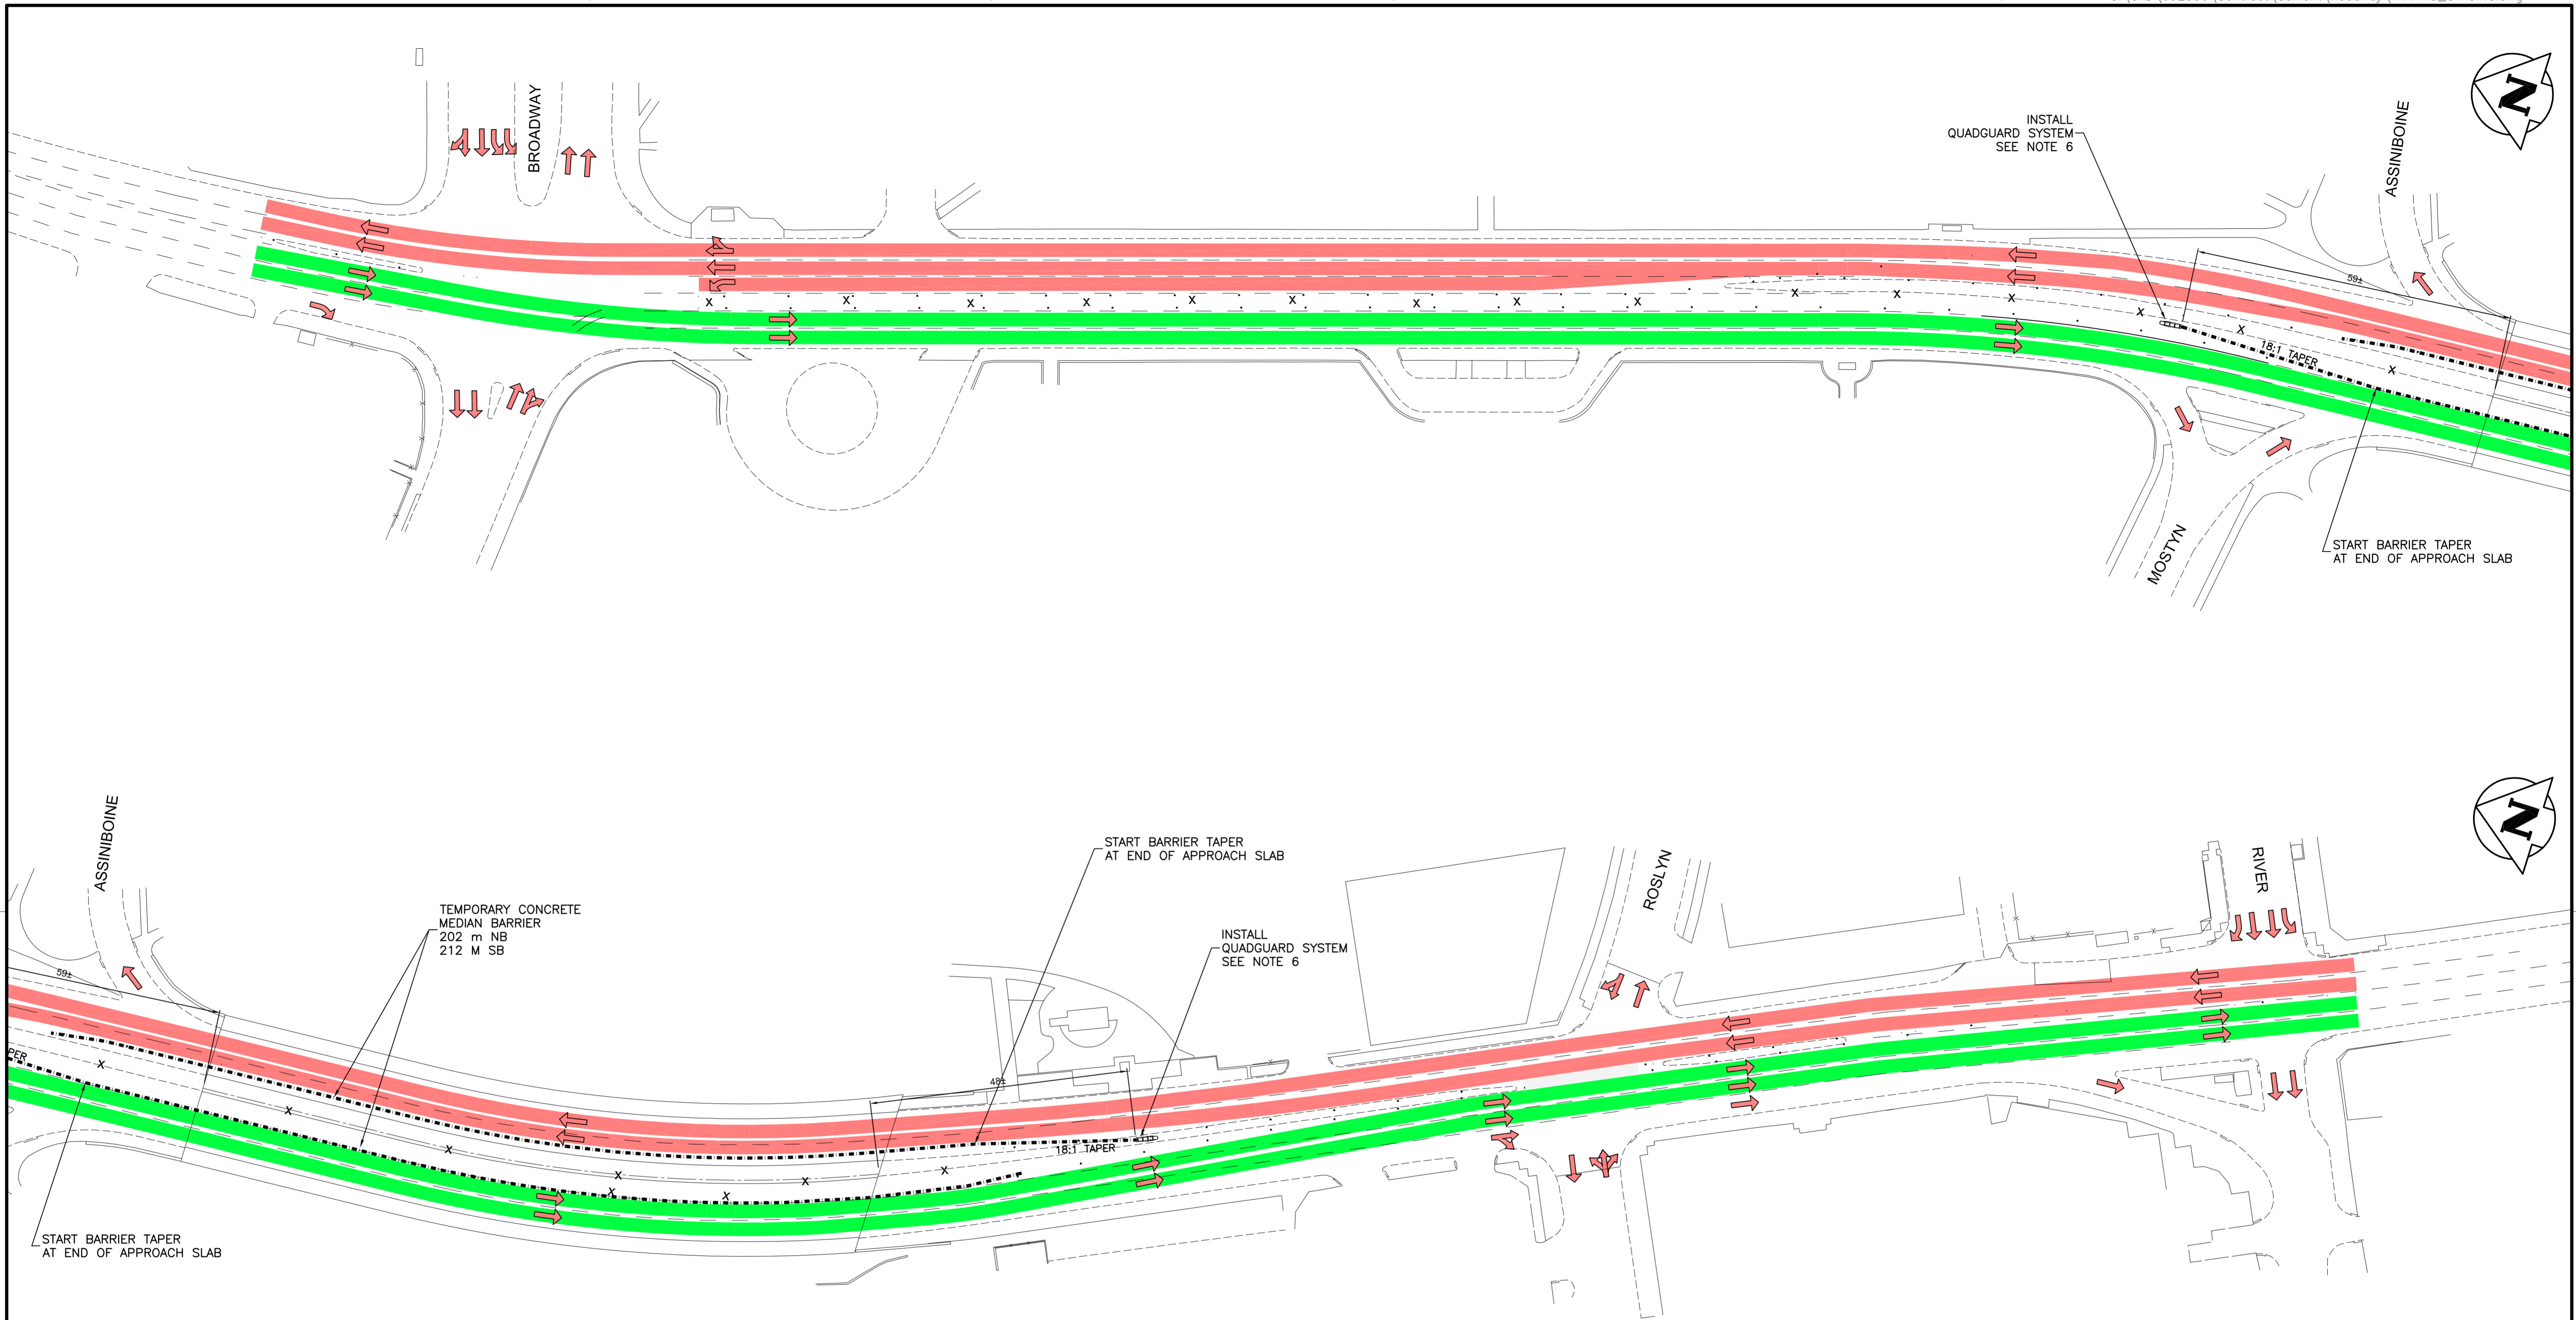 BROADWAY
INSTALL
QUADGUARD SYSTEM
SEE NOTE 6
ASSINIBOINE
N
59±
18:1 TAPER
MOSTYN
START BARRIER TAPER
AT END OF APPROACH SLAB
ASSINIBOINE
N
START BARRIER TAPER
AT END OF APPROACH SLAB
ROSLYN
RIVER
TEMPORARY CONCRETE
MEDIAN BARRIER
202 m NB
212 M SB
INSTALL
QUADGUARD SYSTEM
SEE NOTE 6
59±
48±
PER
18:1 TAPER
START BARRIER TAPER
AT END OF APPROACH SLAB